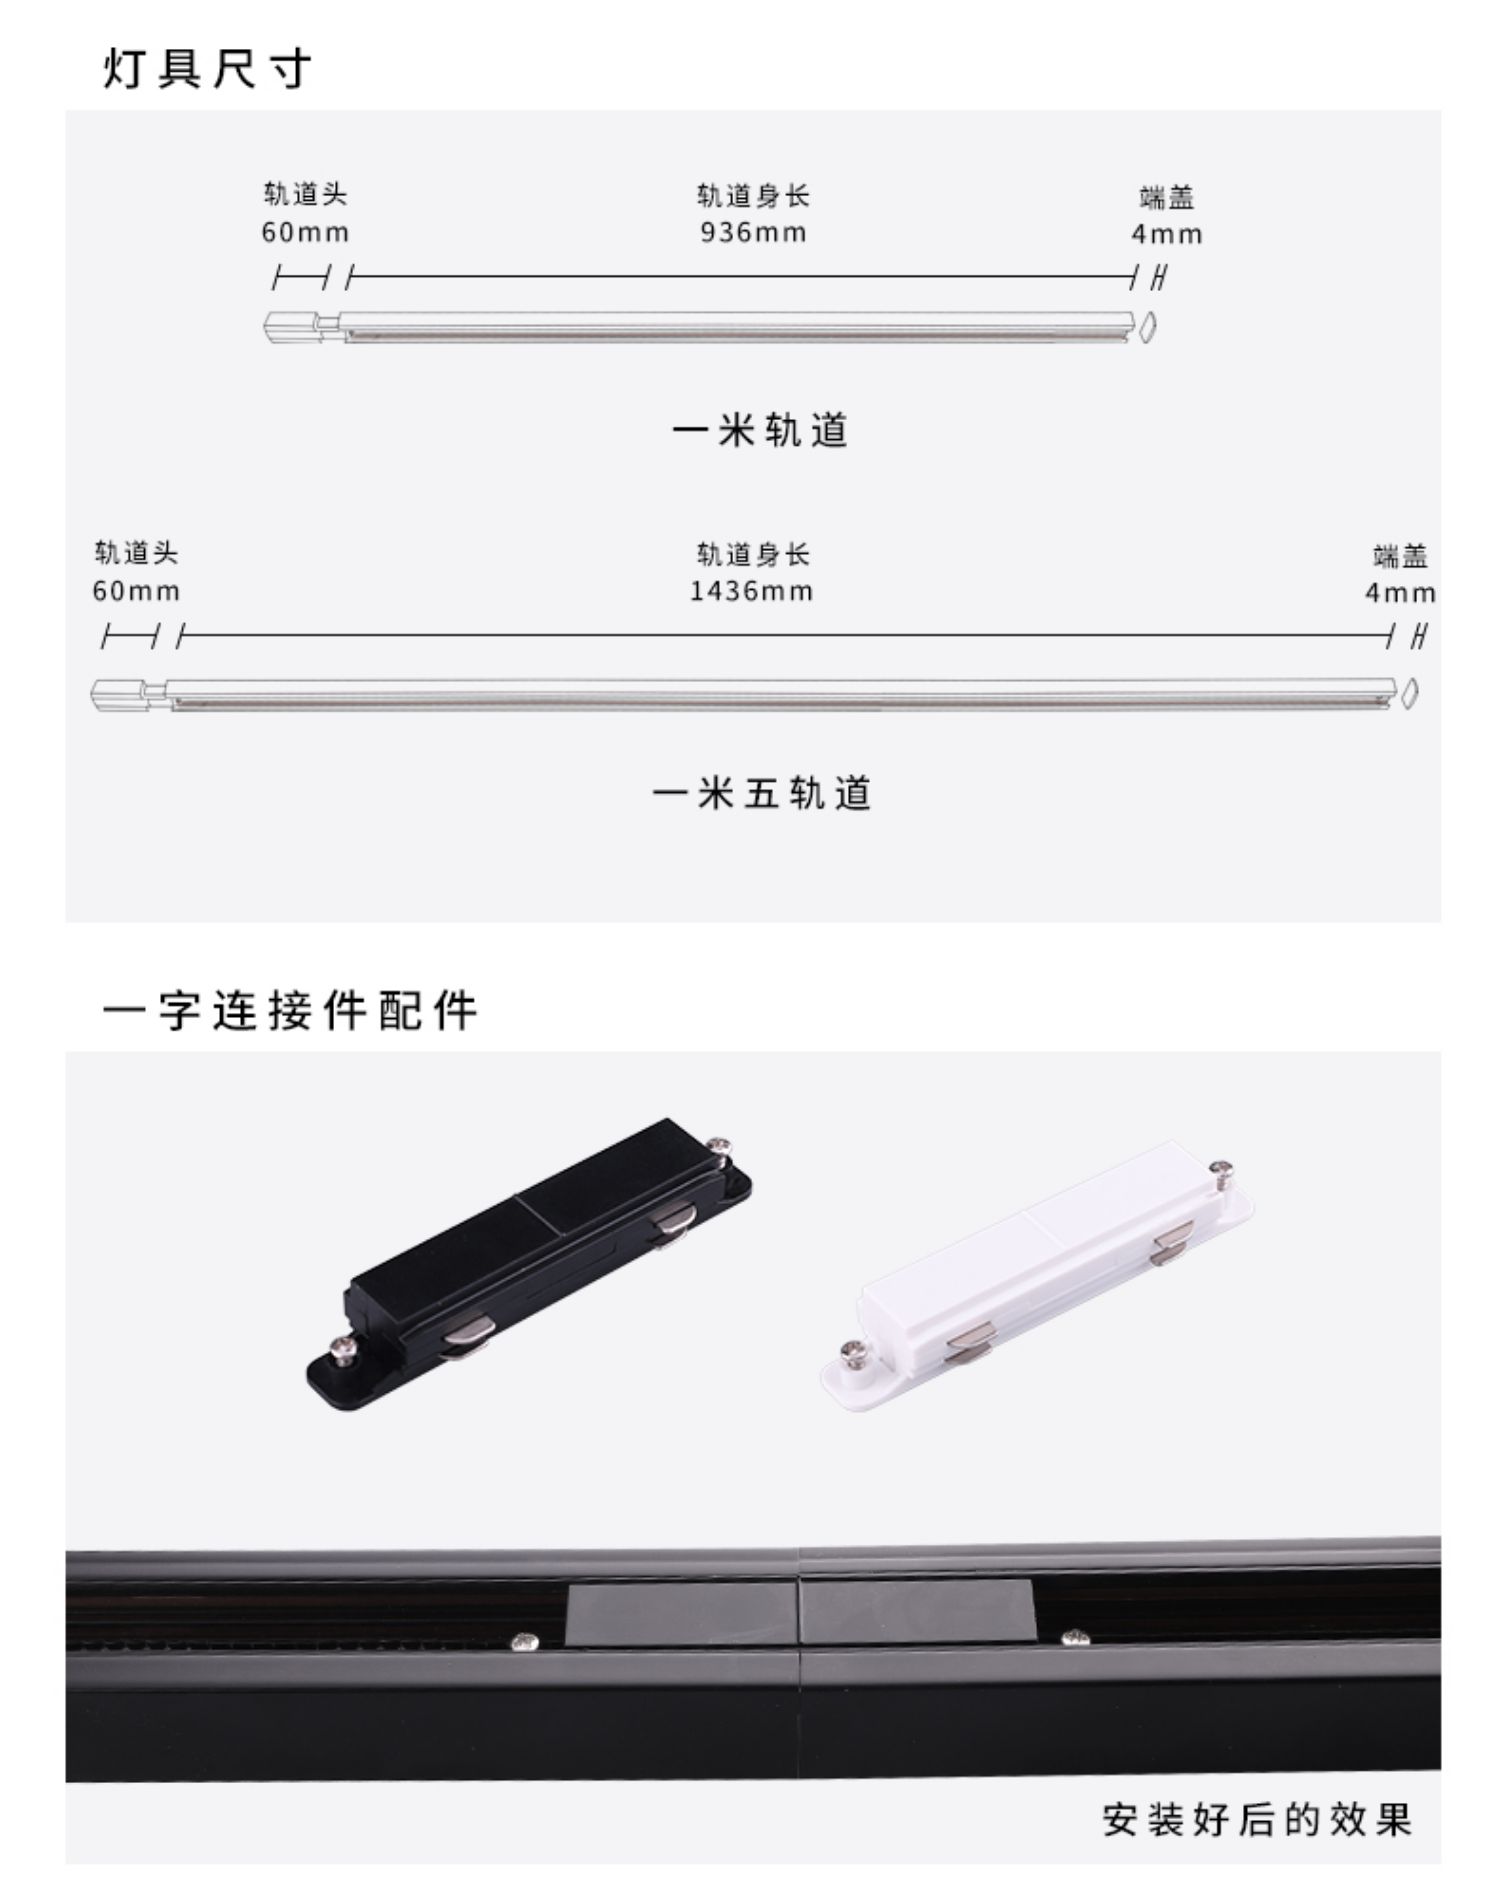 灯具尺寸
轨道头 轨道身长 端盖
60mm 936mm 4mm
一米轨道
轨道头 轨道身长 端盖
60mm 1436mm 4mm
一米五轨道
一字连接件配件
安装好后的效果